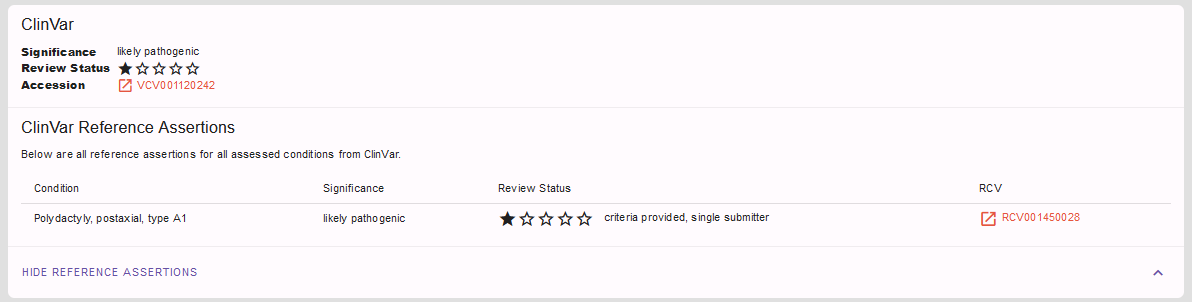 ClinVar
Significance likely pathogenic
Review Status
Accession VCV001120242
ClinVar Reference Assertions
Below are all reference assertions for all assessed conditions from ClinVar.
Condition Significance Review Status RCV
Polydactyly, postaxial, type A1 likely pathogenic criteria provided, single submitter RCV001450028
HIDE REFERENCE ASSERTIONS